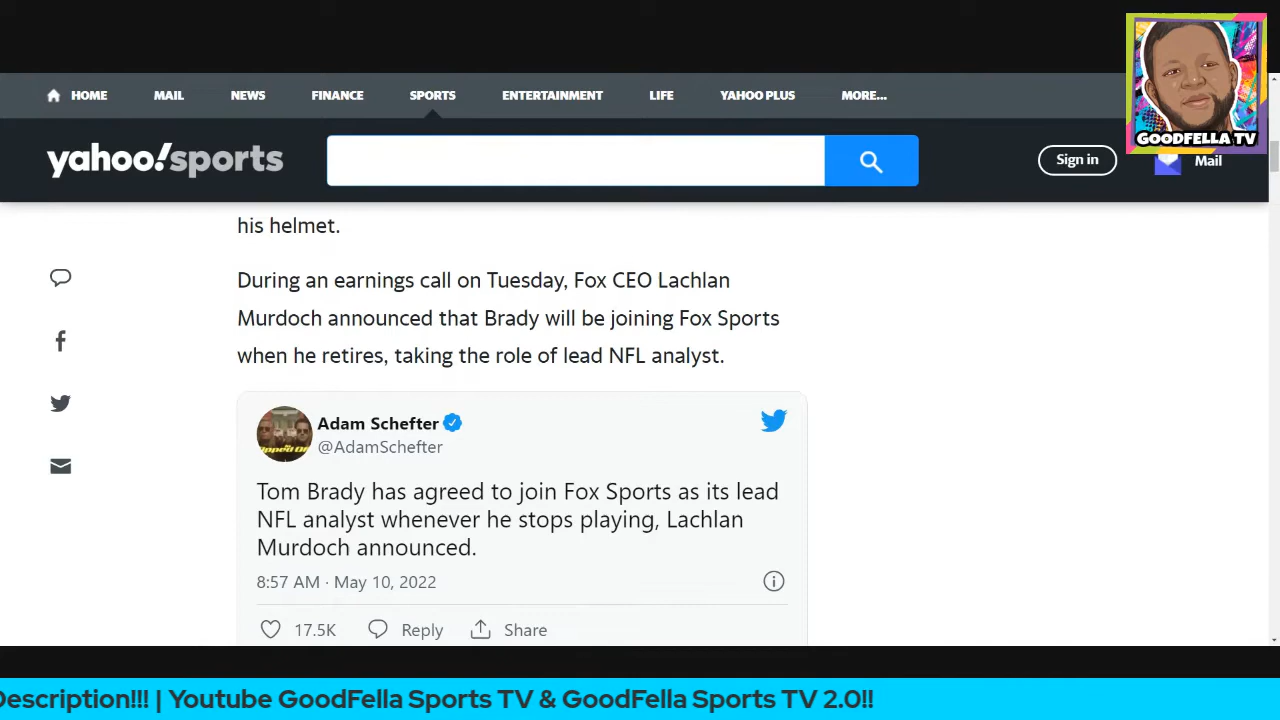 GOODFELLA TV
HOME MAIL NEWS FINANCE SPORTS ENTERTAINMENT LIFE YAHOO PLUS MORE...
yahoo!sports
Sign in
Mail
his helmet.
During an earnings call on Tuesday, Fox CEO Lachlan
Murdoch announced that Brady will be joining Fox Sports
when he retires, taking the role of lead NFL analyst.
Adam Schefter
@AdamSchefter
Tom Brady has agreed to join Fox Sports as its lead
NFL analyst whenever he stops playing, Lachlan
Murdoch announced.
8:57 AM · May 10, 2022
17.5K Reply Share
Description!!! | Youtube GoodFella Sports TV & GoodFella Sports TV 2.0!!